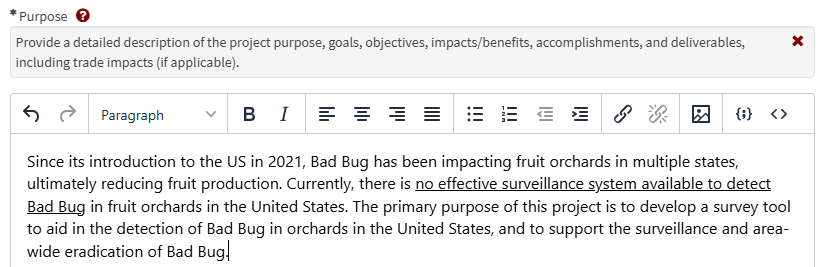 * Purpose ?
Provide a detailed description of the project purpose, goals, objectives, impacts/benefits, accomplishments, and deliverables,
including trade impacts (if applicable).
Paragraph B I {;} <>
Since its introduction to the US in 2021, Bad Bug has been impacting fruit orchards in multiple states,
ultimately reducing fruit production. Currently, there is no effective surveillance system available to detect
Bad Bug in fruit orchards in the United States. The primary purpose of this project is to develop a survey tool
to aid in the detection of Bad Bug in orchards in the United States, and to support the surveillance and area-
wide eradication of Bad Bug.